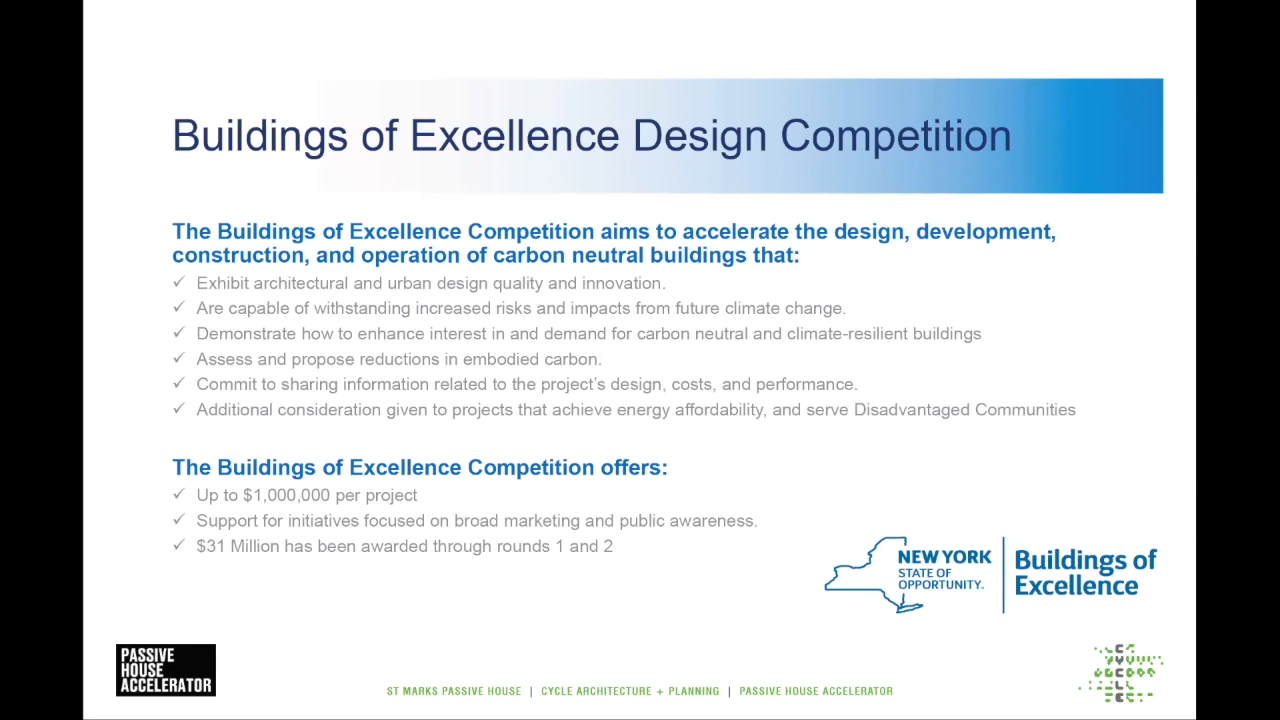 Buildings of Excellence Design Competition
The Buildings of Excellence Competition aims to accelerate the design, development,
construction, and operation of carbon neutral buildings that:
✓ Exhibit architectural and urban design quality and innovation.
✓ Are capable of withstanding increased risks and impacts from future climate change.
✓ Demonstrate how to enhance interest in and demand for carbon neutral and climate-resilient buildings
✓ Assess and propose reductions in embodied carbon.
✓ Commit to sharing information related to the project’s design, costs, and performance.
✓ Additional consideration given to projects that achieve energy affordability, and serve Disadvantaged Communities
The Buildings of Excellence Competition offers:
✓ Up to $1,000,000 per project
✓ Support for initiatives focused on broad marketing and public awareness.
✓ $31 Million has been awarded through rounds 1 and 2
NEW YORK
STATE OF
OPPORTUNITY.
Buildings of
Excellence
PASSIVE
HOUSE
ACCELERATOR
ST MARKS PASSIVE HOUSE | CYCLE ARCHITECTURE + PLANNING | PASSIVE HOUSE ACCELERATOR
CYCLE